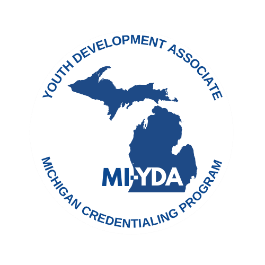 YOUTH DEVELOPMENT ASSOCIATE
MI-YDA
MICHIGAN CREDENTIALING PROGRAM